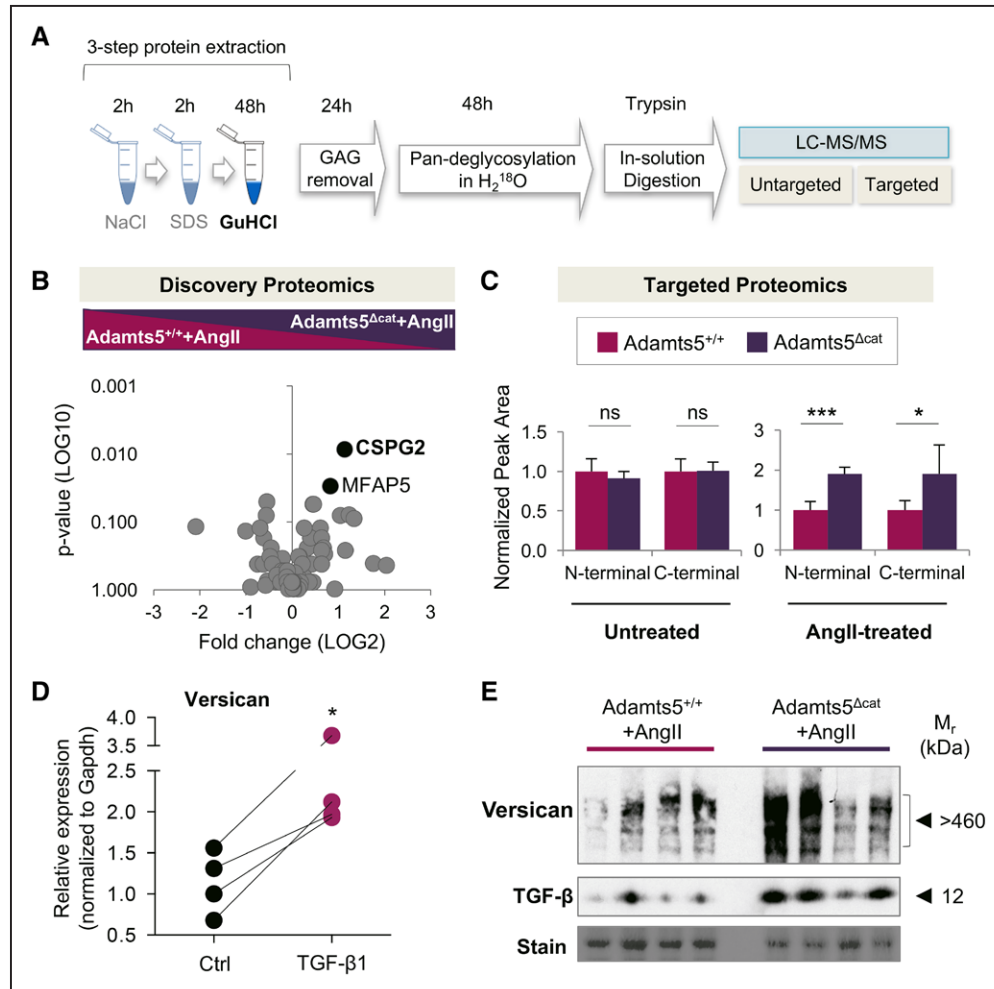 A
3-step protein extraction
2h 2h 48h 24h 48h Trypsin
GAG removal
Pan-deglycosylation in H₂¹⁸O
In-solution Digestion
LC-MS/MS
Untargeted Targeted
NaCl SDS GuHCl
B
Discovery Proteomics
Adamts5^Δcat+AngII
Adamts5^+/++AngII
p-value (LOG10)
0.001
0.010
0.100
1.000
CSPG2
MFAP5
-3 -2 -1 0 1 2 3
Fold change (LOG2)
C
Targeted Proteomics
Adamts5^+/+ Adamts5^Δcat
Normalized Peak Area
1.5
1.0
0.5
0.0
ns ns
N-terminal C-terminal
Untreated
3
2
1
0
*** *
N-terminal C-terminal
AngII-treated
D
Versican
Relative expression
(normalized to Gapdh)
4.0
3.5
2.5
2.0
1.5
1.0
0.5
*
Ctrl TGF-β1
E
Adamts5^+/+
+AngII
Adamts5^Δcat
+AngII
Mr
(kDa)
Versican
>460
TGF-β
12
Stain